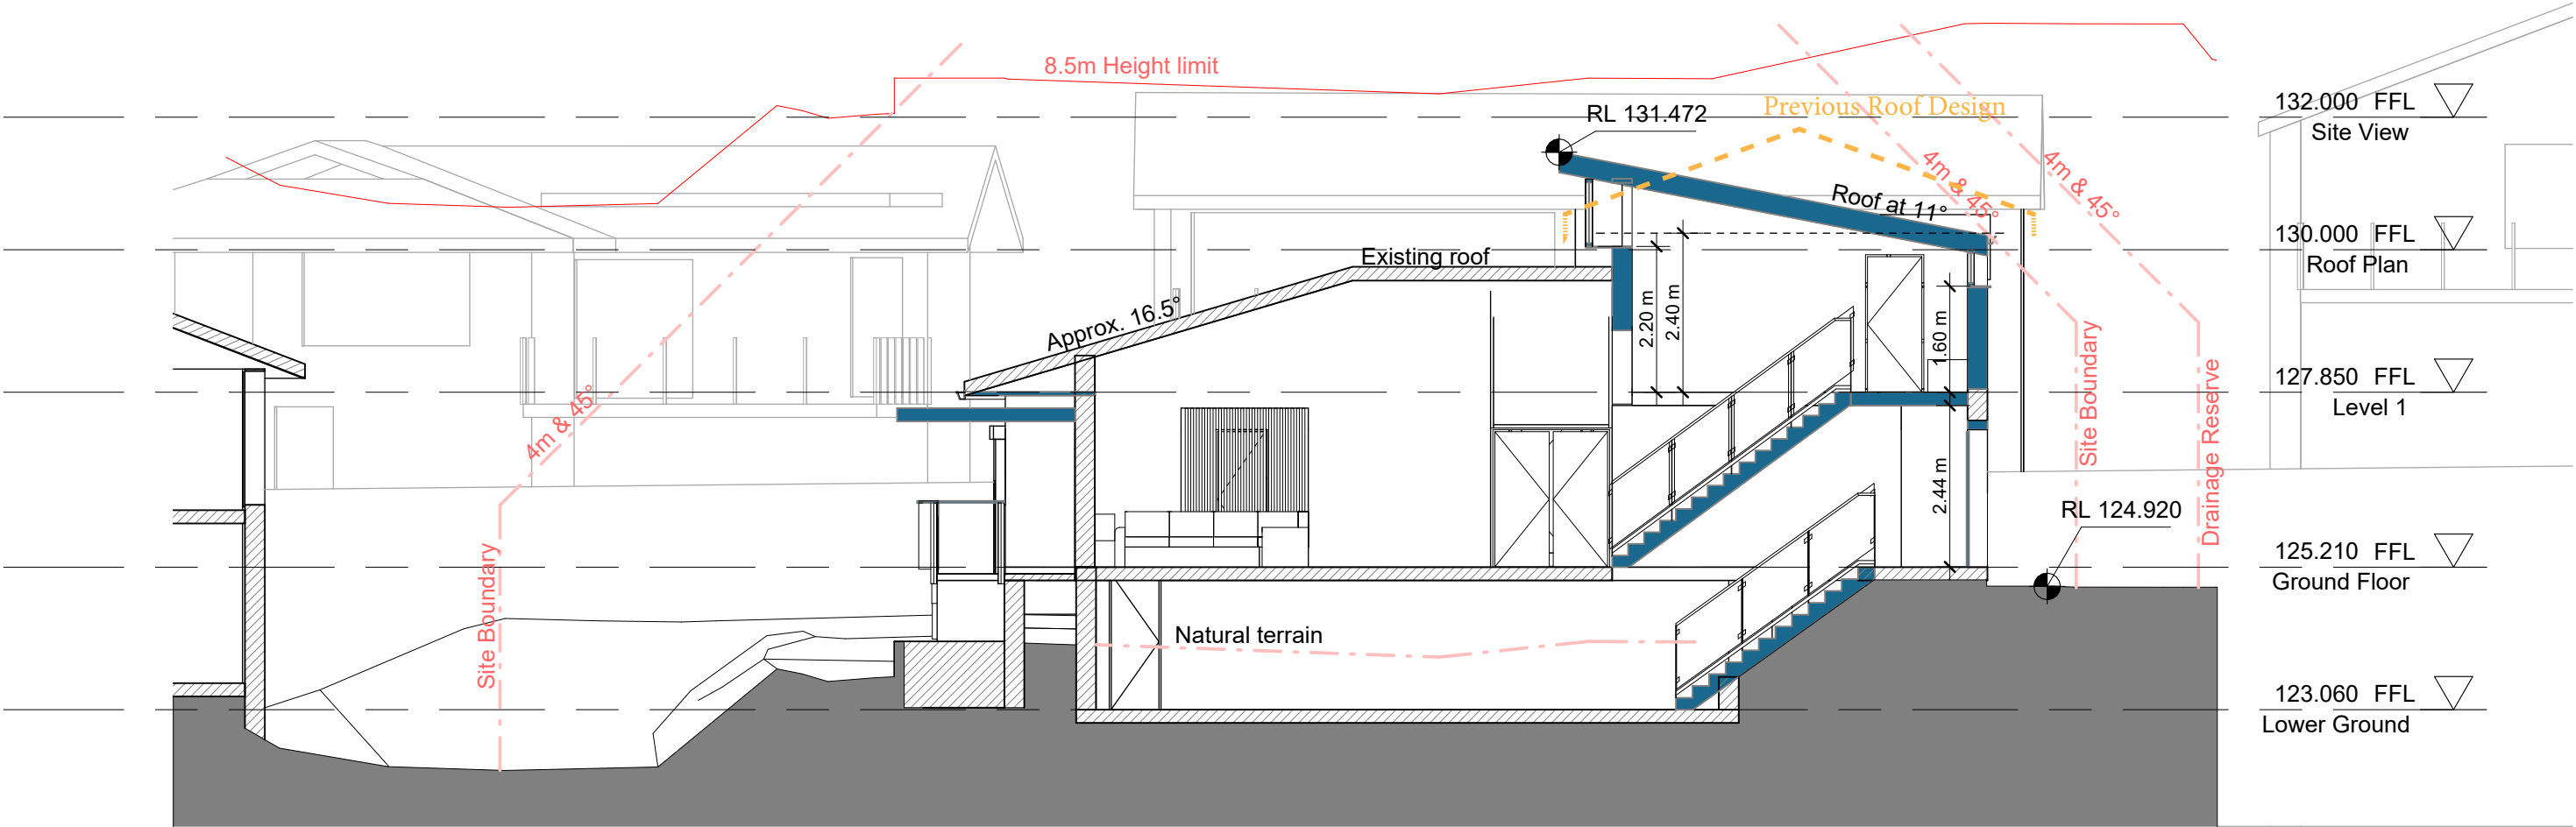 8.5m Height limit
Previous Roof Design
RL 131.472
132.000 FFL
Site View
4m & 45°
4m & 45°
Roof at 11°
130.000 FFL
Roof Plan
Existing roof
Approx. 16.5°
2.20 m
2.40 m
1.60 m
127.850 FFL
Level 1
4m & 45°
Site Boundary
Drainage Reserve
2.44 m
RL 124.920
125.210 FFL
Ground Floor
Site Boundary
Natural terrain
123.060 FFL
Lower Ground